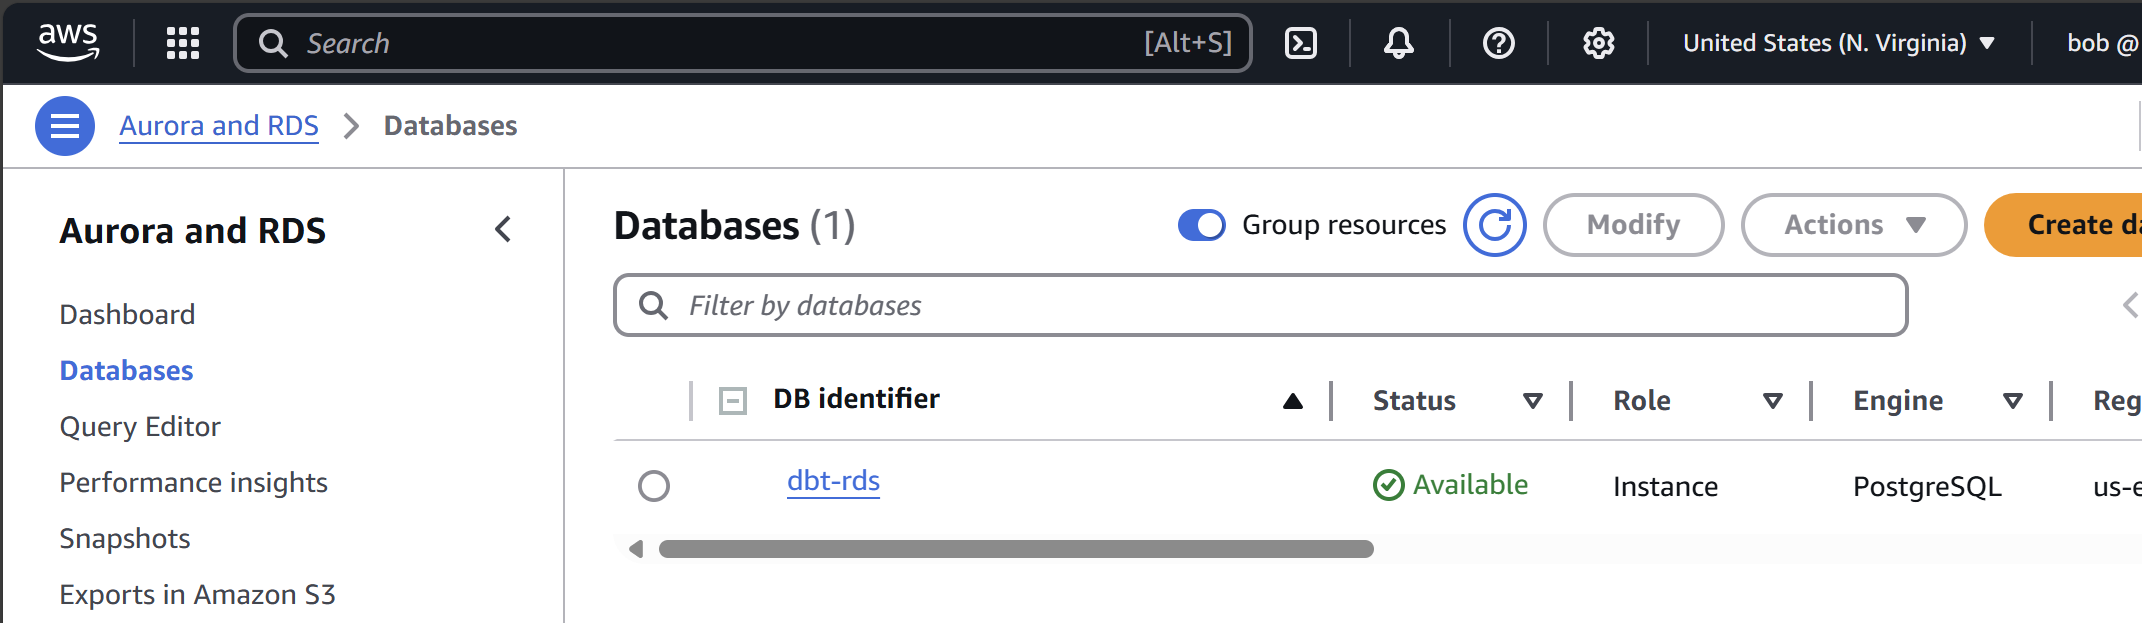 aws
Search [Alt+S] United States (N. Virginia) bob @
Aurora and RDS > Databases
Aurora and RDS
Dashboard
Databases
Query Editor
Performance insights
Snapshots
Exports in Amazon S3
Databases (1) Group resources Modify Actions Create da
Filter by databases
DB identifier Status Role Engine Reg
dbt-rds Available Instance PostgreSQL us-e